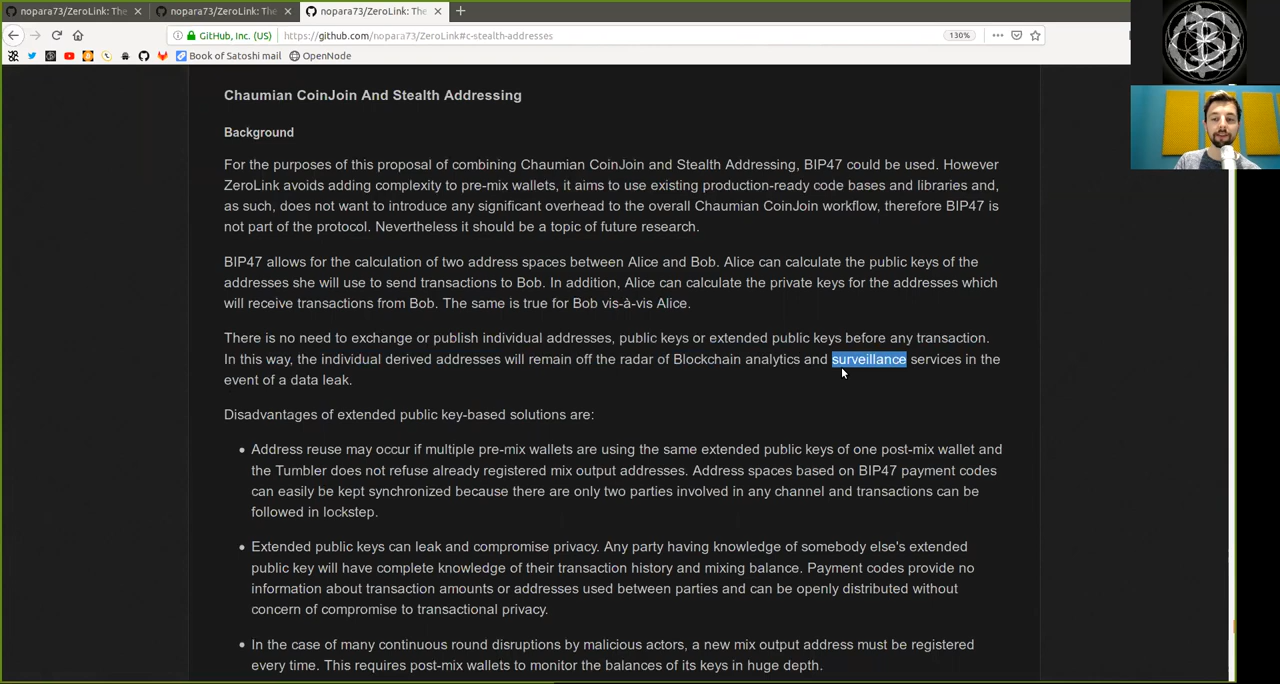 nopara73/ZeroLink: The
nopara73/ZeroLink: The
nopara73/ZeroLink: The
GitHub, Inc. (US)
https://github.com/nopara73/ZeroLink#c-stealth-addresses
130%
Book of Satoshi mail
OpenNode
Chaumian CoinJoin And Stealth Addressing
Background
For the purposes of this proposal of combining Chaumian CoinJoin and Stealth Addressing, BIP47 could be used. However
ZeroLink avoids adding complexity to pre-mix wallets, it aims to use existing production-ready code bases and libraries and,
as such, does not want to introduce any significant overhead to the overall Chaumian CoinJoin workflow, therefore BIP47 is
not part of the protocol. Nevertheless it should be a topic of future research.
BIP47 allows for the calculation of two address spaces between Alice and Bob. Alice can calculate the public keys of the
addresses she will use to send transactions to Bob. In addition, Alice can calculate the private keys for the addresses which
will receive transactions from Bob. The same is true for Bob vis-à-vis Alice.
There is no need to exchange or publish individual addresses, public keys or extended public keys before any transaction.
In this way, the individual derived addresses will remain off the radar of Blockchain analytics and surveillance services in the
event of a data leak.
Disadvantages of extended public key-based solutions are:
Address reuse may occur if multiple pre-mix wallets are using the same extended public keys of one post-mix wallet and
the Tumbler does not refuse already registered mix output addresses. Address spaces based on BIP47 payment codes
can easily be kept synchronized because there are only two parties involved in any channel and transactions can be
followed in lockstep.
Extended public keys can leak and compromise privacy. Any party having knowledge of somebody else's extended
public key will have complete knowledge of their transaction history and mixing balance. Payment codes provide no
information about transaction amounts or addresses used between parties and can be openly distributed without
concern of compromise to transactional privacy.
In the case of many continuous round disruptions by malicious actors, a new mix output address must be registered
every time. This requires post-mix wallets to monitor the balances of its keys in huge depth.